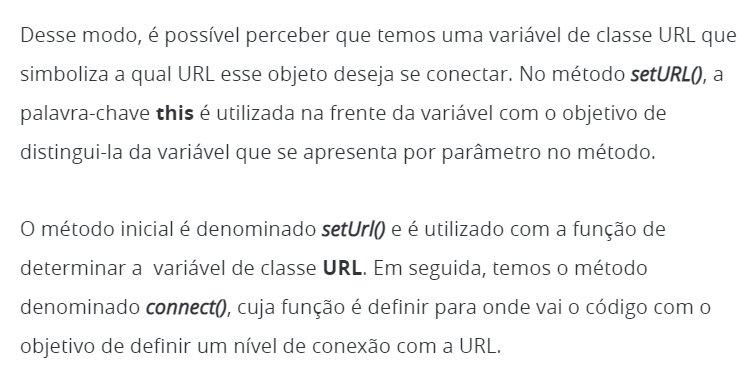 Desse modo, é possível perceber que temos uma variável de classe URL que
simboliza a qual URL esse objeto deseja se conectar. No método setURL(), a
palavra-chave this é utilizada na frente da variável com o objetivo de
distingui-la da variável que se apresenta por parâmetro no método.
O método inicial é denominado setUrl() e é utilizado com a função de
determinar a  variável de classe URL. Em seguida, temos o método
denominado connect(), cuja função é definir para onde vai o código com o
objetivo de definir um nível de conexão com a URL.